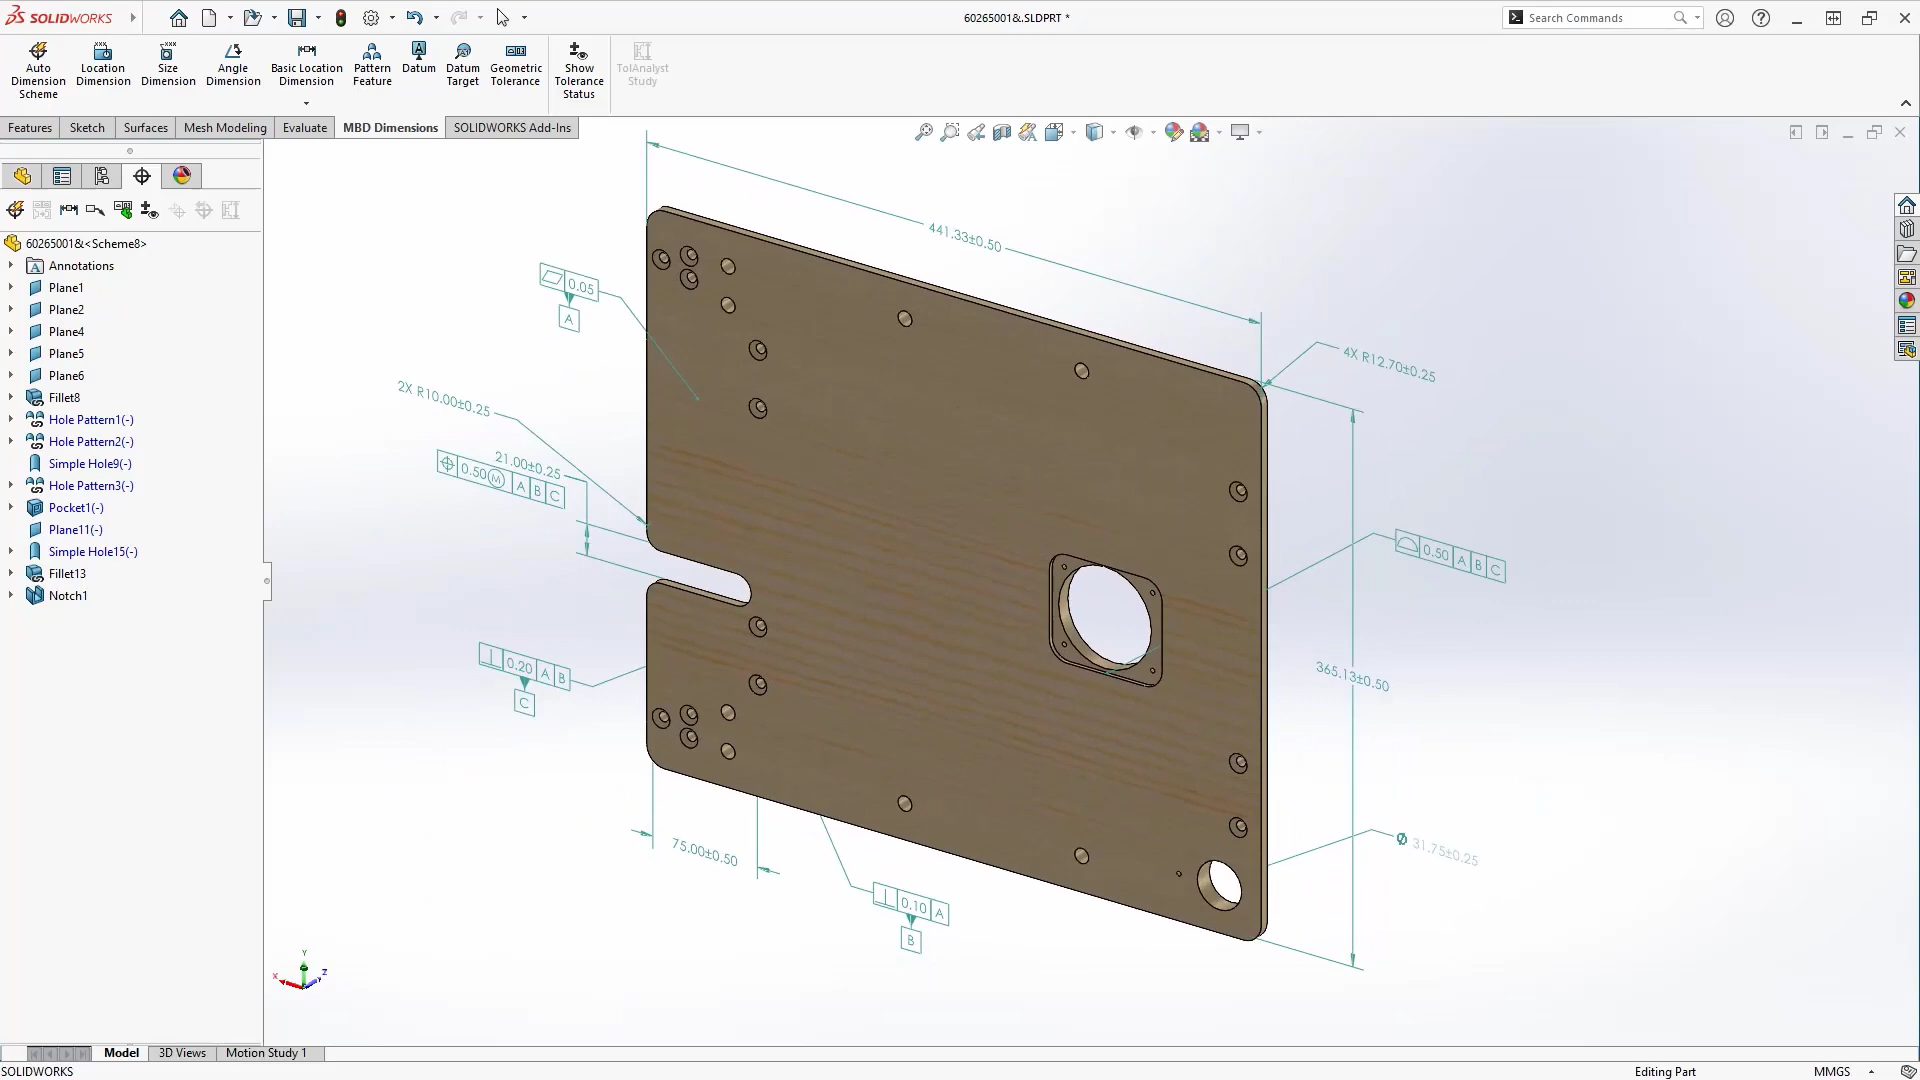 SOLIDWORKS
60265001&.SLDPRT *
Search Commands
Auto Dimension Scheme
Location Dimension
Size Dimension
Angle Dimension
Basic Location Dimension
Pattern Feature
Datum
Datum Target
Geometric Tolerance
Show Tolerance Status
TolAnalyst Study
Features
Sketch
Surfaces
Mesh Modeling
Evaluate
MBD Dimensions
SOLIDWORKS Add-Ins
60265001&<Scheme8>
Annotations
Plane1
Plane2
Plane4
Plane5
Plane6
Fillet8
Hole Pattern1(-)
Hole Pattern2(-)
Simple Hole9(-)
Hole Pattern3(-)
Pocket1(-)
Plane11(-)
Simple Hole15(-)
Fillet13
Notch1
441.33±0.50
0.05
A
4X R12.70±0.25
2X R10.00±0.25
21.00±0.25
0.50 Ⓜ A B C
0.50 A B C
0.20 A B
C
365.13±0.50
75.00±0.50
Ø 31.75±0.25
0.10 A
B
Y
X
Z
Model
3D Views
Motion Study 1
SOLIDWORKS
Editing Part
MMGS